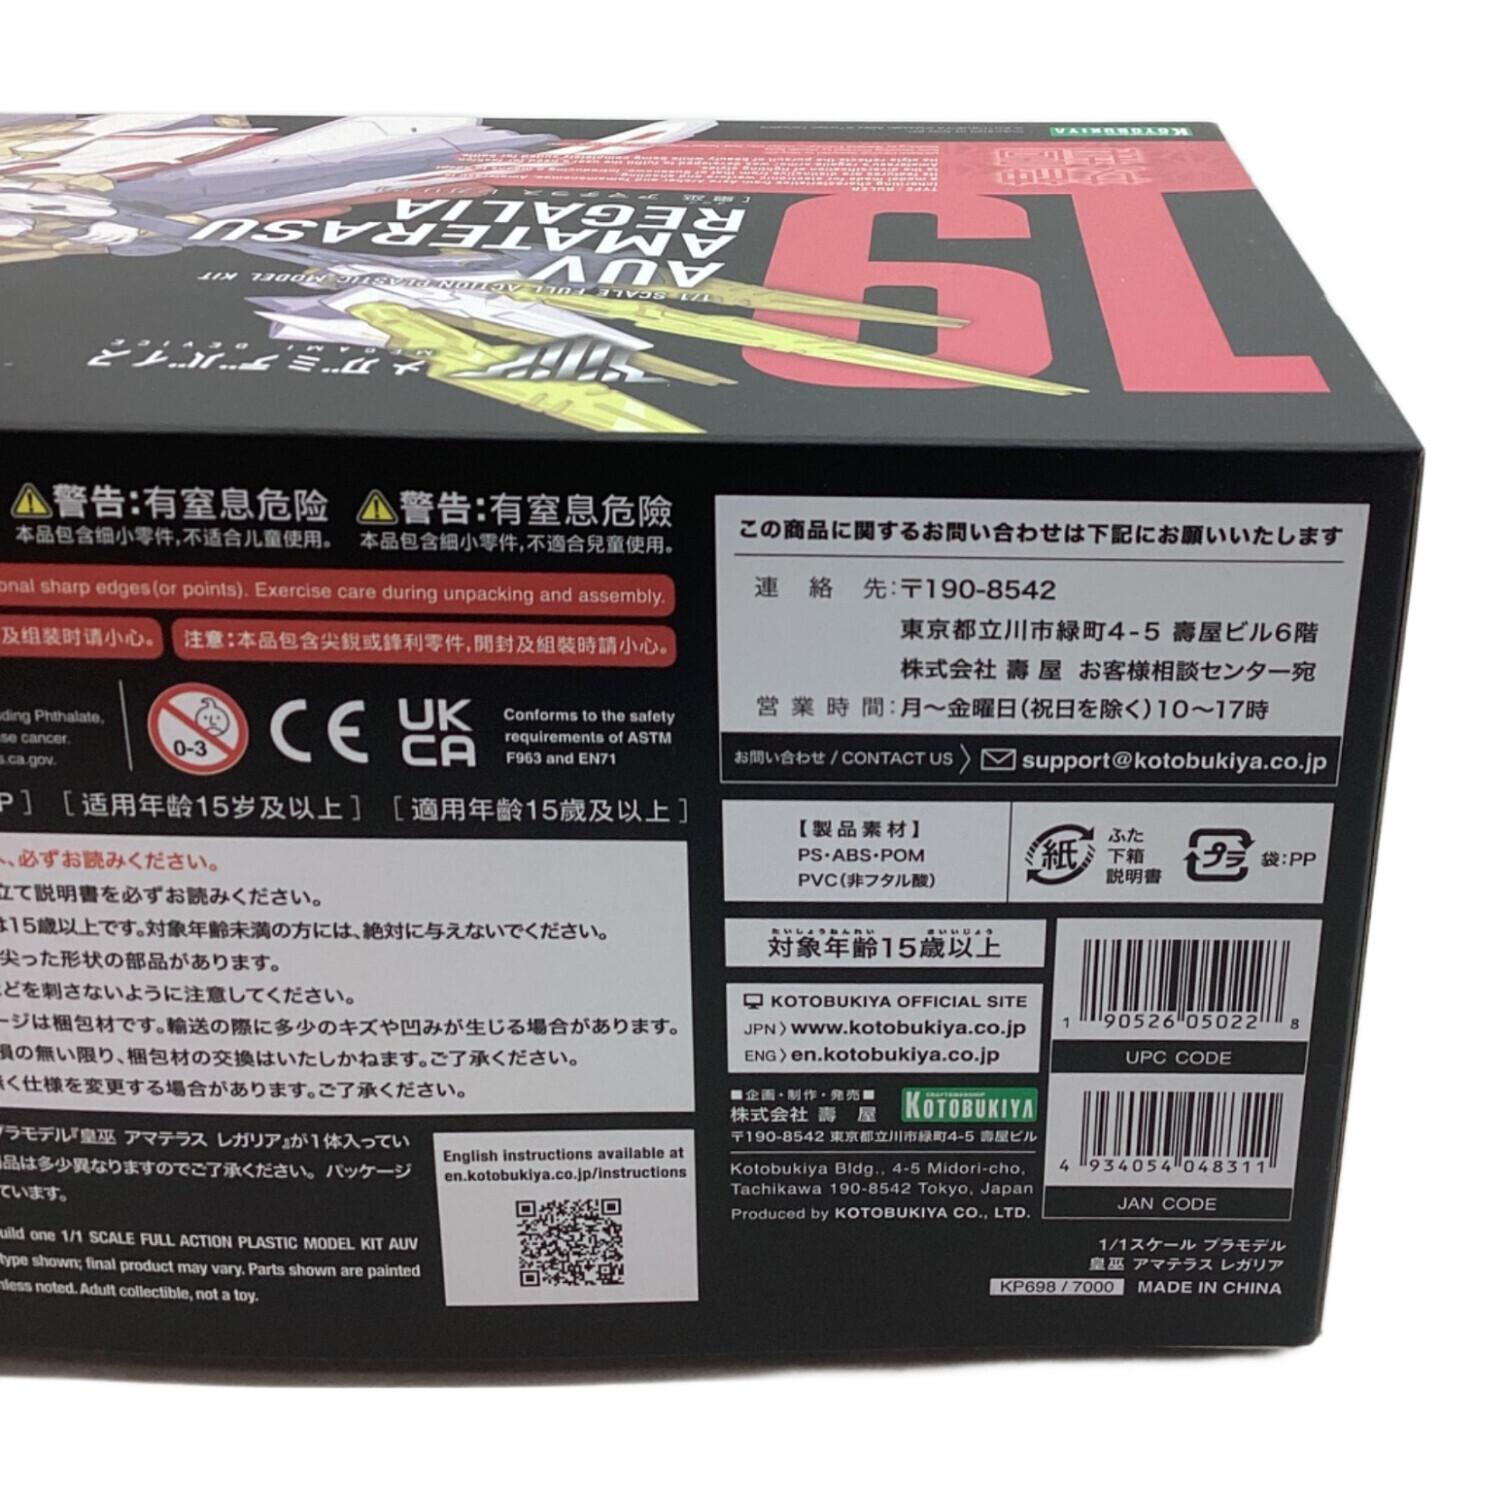 KOTOBUKIYA
TYPE: RULER
19
AUV
AMATERASU
REGALIA
1/1 SCALE FULL ACTION PLASTIC MODEL KIT
メガミデバイス
MEGAMI DEVICE
警告:有窒息危险
本品包含细小零件,不适合儿童使用。
警告:有窒息危險
本品包含細小零件,不適合兒童使用。
onal sharp edges(or points). Exercise care during unpacking and assembly.
及组装时请小心。
注意:本品包含尖銳或鋒利零件,開封及組裝時請小心。
ding Phthalate,
se cancer.
s.ca.gov.
0-3
CE
UK
CA
Conforms to the safety
requirements of ASTM
F963 and EN71
P] [适用年龄15岁及以上] [適用年齡15歲及以上]
、必ずお読みください。
立て説明書を必ずお読みください。
は15歳以上です。対象年齢未満の方には、絶対に与えないでください。
尖った形状の部品があります。
どを刺さないように注意してください。
ージは梱包材です。輸送の際に多少のキズや凹みが生じる場合があります。
損の無い限り、梱包材の交換はいたしかねます。ご了承ください。
く仕様を変更する場合があります。ご了承ください。
プラモデル『皇巫 アマテラス レガリア』が1体入ってい
品は多少異なりますのでご了承ください。パッケージ
ています。
uild one 1/1 SCALE FULL ACTION PLASTIC MODEL KIT AUV
type shown; final product may vary. Parts shown are painted
nless noted. Adult collectible, not a toy.
English instructions available at
en.kotobukiya.co.jp/instructions
この商品に関するお問い合わせは下記にお願いいたします
連絡先:〒190-8542
東京都立川市緑町4-5 壽屋ビル6階
株式会社 壽屋 お客様相談センター宛
営業時間:月〜金曜日(祝日を除く)10〜17時
お問い合わせ / CONTACT US 〉 support@kotobukiya.co.jp
【製品素材】
PS・ABS・POM
PVC(非フタル酸)
紙
ふた
下箱
説明書
プラ
袋:PP
たいしょうねんれい さいいじょう
対象年齢15歳以上
KOTOBUKIYA OFFICIAL SITE
JPN 〉www.kotobukiya.co.jp
ENG 〉en.kotobukiya.co.jp
■企画・制作・発売■
株式会社 壽 屋
CRAFTSMANSHIP
KOTOBUKIYA
〒190-8542 東京都立川市緑町4-5 壽屋ビル
Kotobukiya Bldg., 4-5 Midori-cho,
Tachikawa 190-8542 Tokyo, Japan
Produced by KOTOBUKIYA CO., LTD.
1 90526 05022 8
UPC CODE
4 934054 048311
JAN CODE
1/1スケール プラモデル
皇巫 アマテラス レガリア
KP698 / 7000 MADE IN CHINA